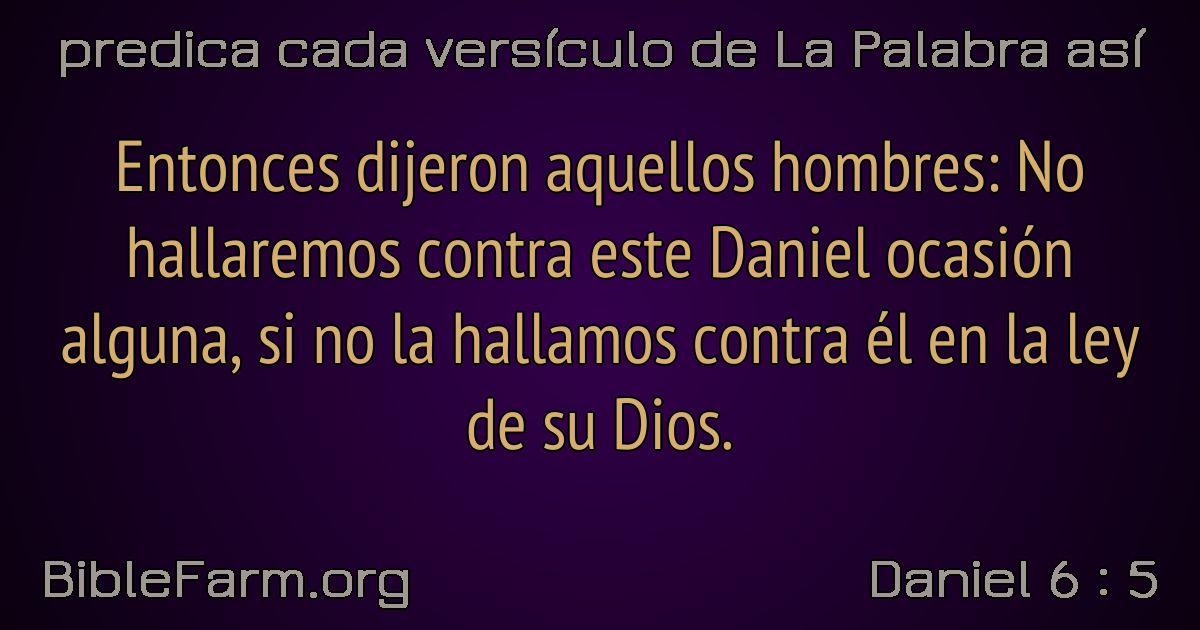 predica cada versículo de La Palabra así
Entonces dijeron aquellos hombres: No
hallaremos contra este Daniel ocasión
alguna, si no la hallamos contra él en la ley
de su Dios.
BibleFarm.org
Daniel 6 : 5